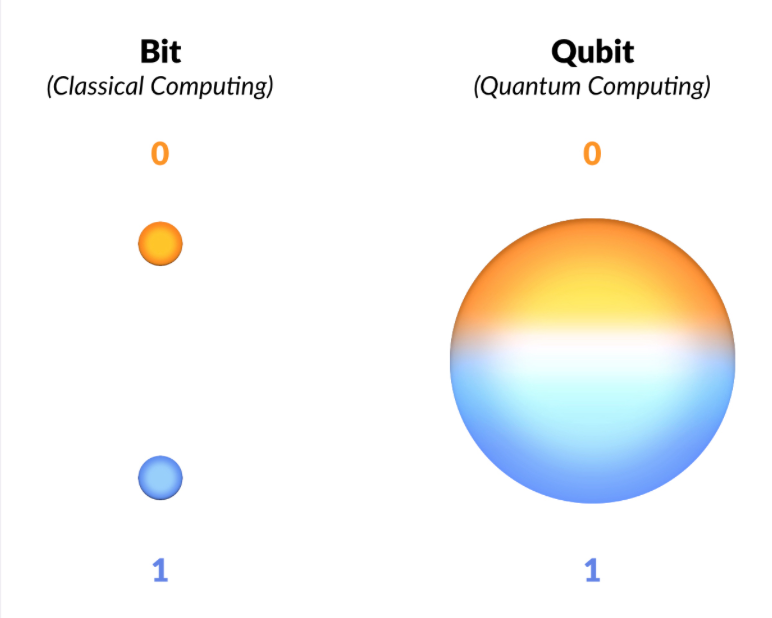 Bit
(Classical Computing)
0
1
Qubit
(Quantum Computing)
0
1